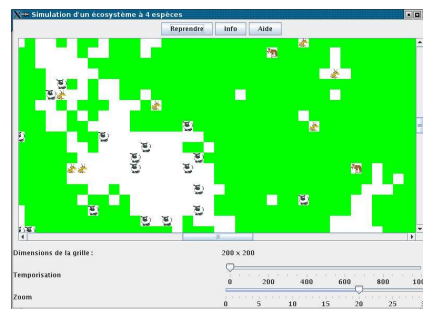 Simulation d'un écosystème à 4 espèces
Reprendre Info Aide
Dimensions de la grille : 200 x 200
Temporisation
0 200 400 600 800
Zoom
0 5 10 15 20 25